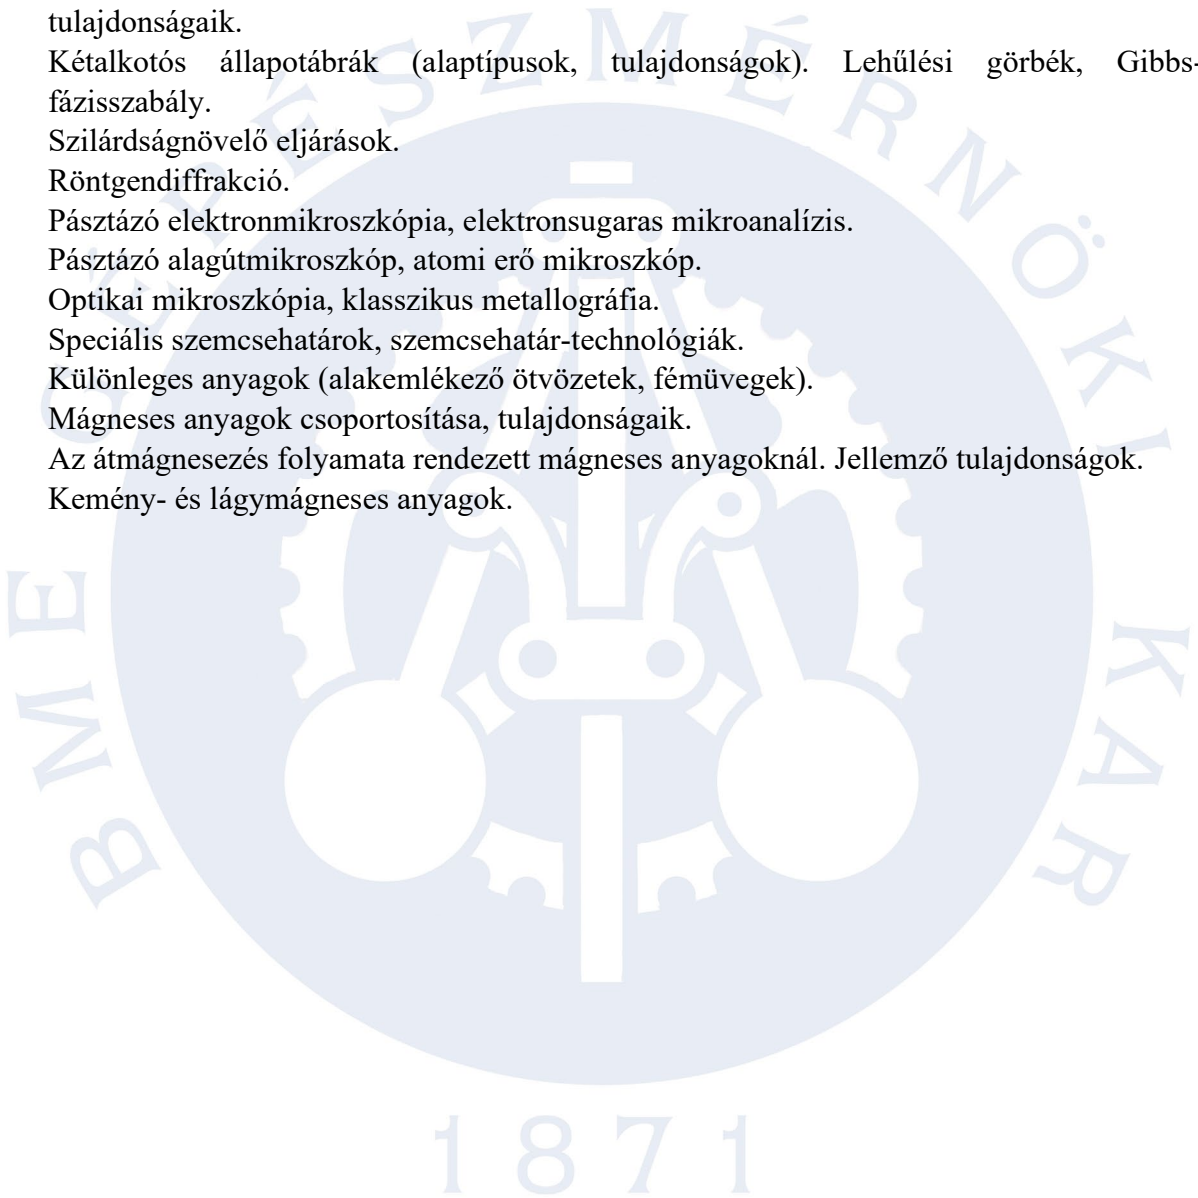 tulajdonságaik.
Kétalkotós állapotábrák (alaptípusok, tulajdonságok). Lehűlési görbék, Gibbs-
fázisszabály.
Szilárdságnövelő eljárások.
Röntgendiffrakció.
Pásztázó elektronmikroszkópia, elektronsugaras mikroanalízis.
Pásztázó alagútmikroszkóp, atomi erő mikroszkóp.
Optikai mikroszkópia, klasszikus metallográfia.
Speciális szemcsehatárok, szemcsehatár-technológiák.
Különleges anyagok (alakemlékező ötvözetek, fémüvegek).
Mágneses anyagok csoportosítása, tulajdonságaik.
Az átmágnesezés folyamata rendezett mágneses anyagoknál. Jellemző tulajdonságok.
Kemény- és lágymágneses anyagok.
BME GÉPÉSZMÉRNÖKI KAR
1871